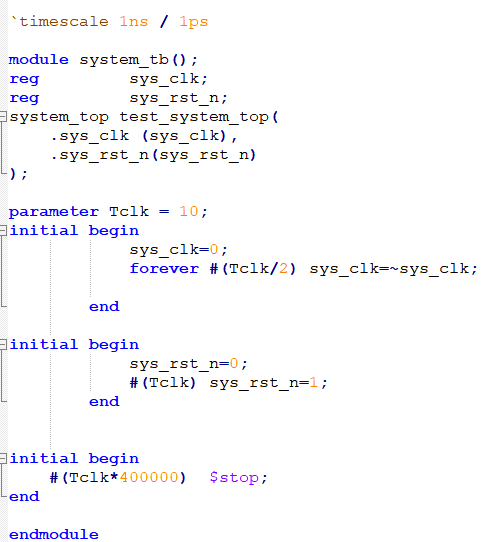 `timescale 1ns / 1ps
module system_tb();
reg sys_clk;
reg sys_rst_n;
system_top test_system_top(
.sys_clk (sys_clk),
.sys_rst_n(sys_rst_n)
);
parameter Tclk = 10;
initial begin
sys_clk=0;
forever #(Tclk/2) sys_clk=~sys_clk;
end
initial begin
sys_rst_n=0;
#(Tclk) sys_rst_n=1;
end
initial begin
#(Tclk*400000) $stop;
end
endmodule